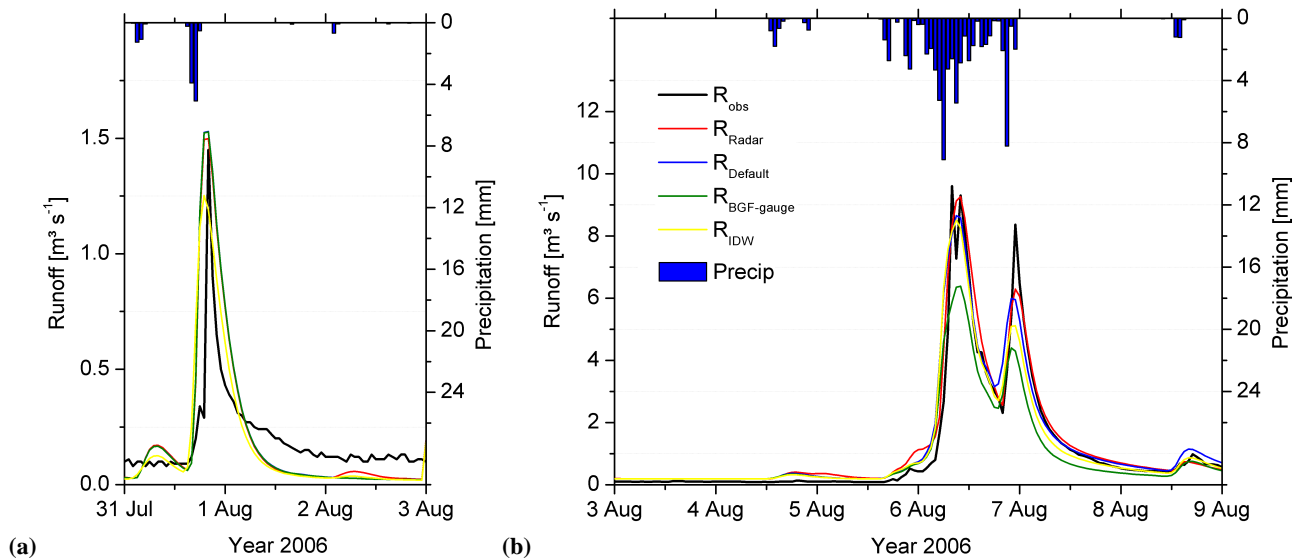 0
4
8
12
16
20
24
Precipitation [mm]
1.5
1.0
0.5
0.0
Runoff [m³ s⁻¹]
31 Jul
1 Aug
2 Aug
3 Aug
Year 2006
(a)
0
4
8
12
16
20
24
Precipitation [mm]
12
10
8
6
4
2
0
Runoff [m³ s⁻¹]
R_obs
R_Radar
R_Default
R_BGF-gauge
R_IDW
Precip
3 Aug
4 Aug
5 Aug
6 Aug
7 Aug
8 Aug
9 Aug
Year 2006
(b)